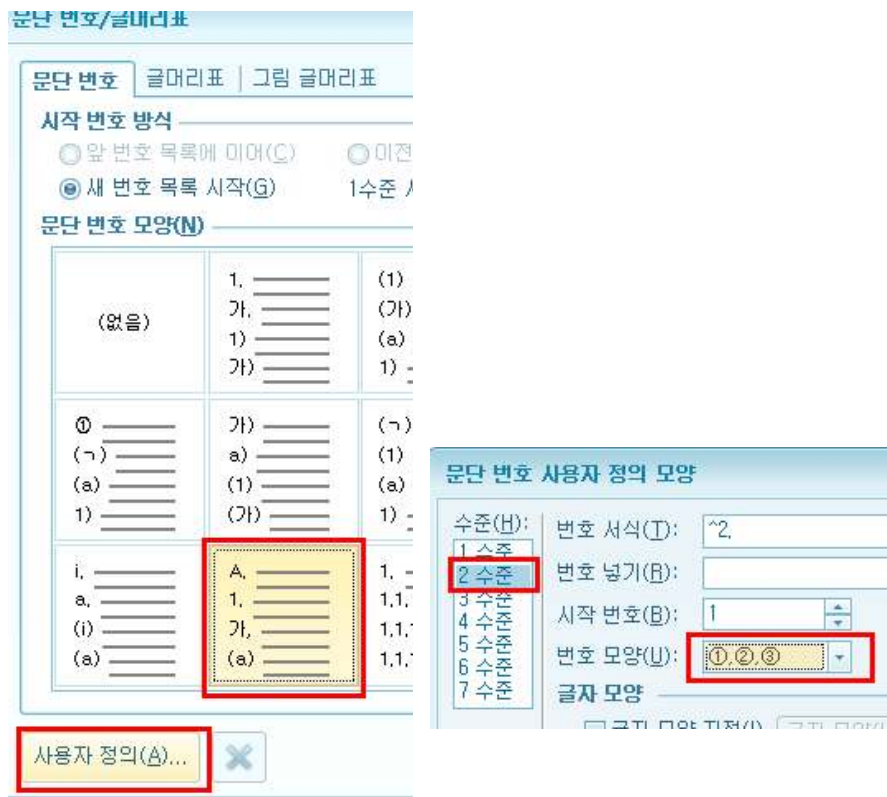 문단 번호/글머리표
문단 번호 글머리표 그림 글머리표
시작 번호 방식
앞 번호 목록에 이어(C) 이전
새 번호 목록 시작(G) 1수준
문단 번호 모양(N)
(없음)
1.
가.
1)
가)
(1)
(가)
(a)
1)
①
(ㄱ)
(a)
1)
가)
a)
(1)
(가)
(ㄱ)
(1)
(a)
1)
i.
a.
(i)
(a)
A.
1.
가.
(a)
1.
1.1.
1.1.
1.1.
사용자 정의(A)...
문단 번호 사용자 정의 모양
수준(H):
1 수준
2 수준
3 수준
4 수준
5 수준
6 수준
7 수준
번호 서식(T): ^2.
번호 넣기(R):
시작 번호(B): 1
번호 모양(U): ①,②,③
글자 모양